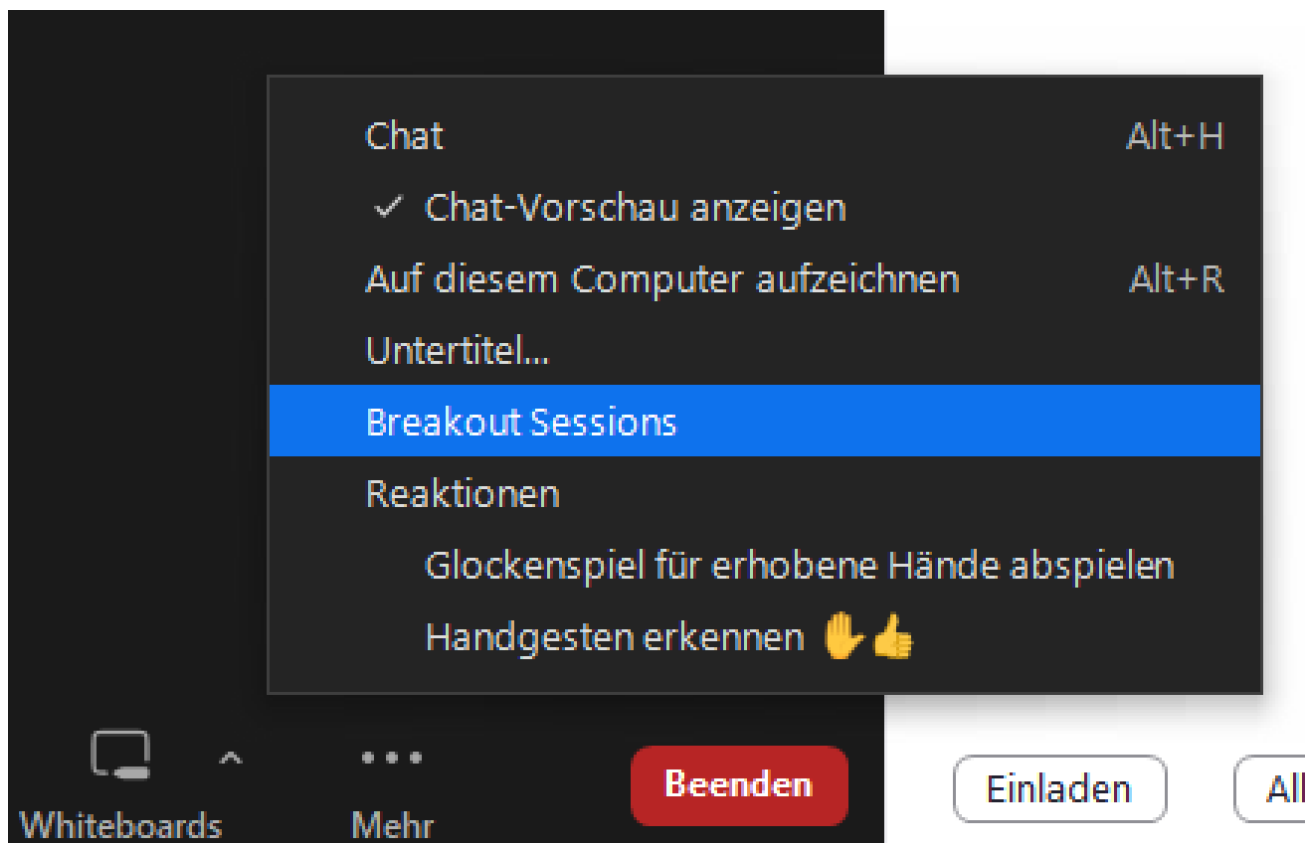 Chat Alt+H
✓ Chat-Vorschau anzeigen
Auf diesem Computer aufzeichnen Alt+R
Untertitel...
Breakout Sessions
Reaktionen
Glockenspiel für erhobene Hände abspielen
Handgesten erkennen ✋👍
Whiteboards
Mehr
Beenden
Einladen